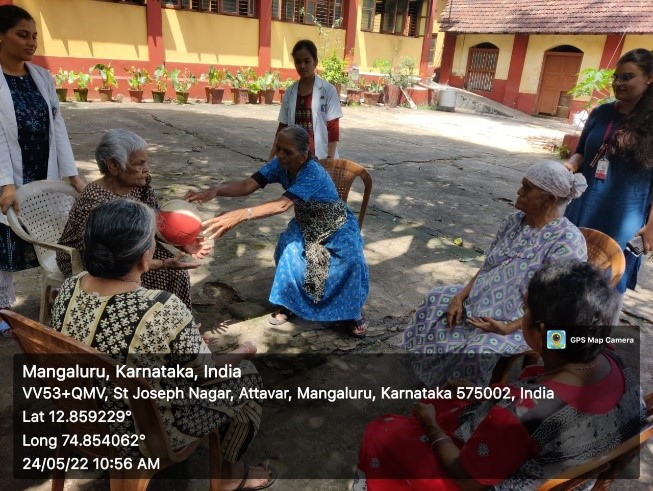 GPS Map Camera
Mangaluru, Karnataka, India
VV53+QMV, St Joseph Nagar, Attavar, Mangaluru, Karnataka 575002, India
Lat 12.859229°
Long 74.854062°
24/05/22 10:56 AM